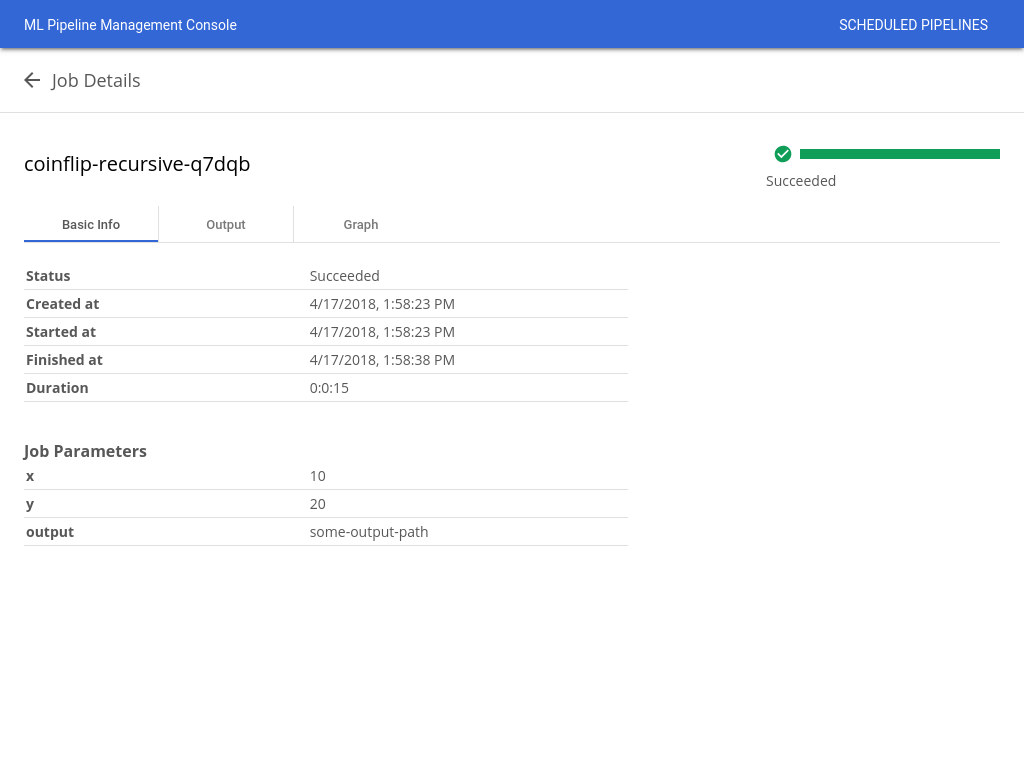 ML Pipeline Management Console SCHEDULED PIPELINES
Job Details
coinflip-recursive-q7dqb
Succeeded
Basic Info Output Graph
Status Succeeded
Created at 4/17/2018, 1:58:23 PM
Started at 4/17/2018, 1:58:23 PM
Finished at 4/17/2018, 1:58:38 PM
Duration 0:0:15
Job Parameters
x 10
y 20
output some-output-path